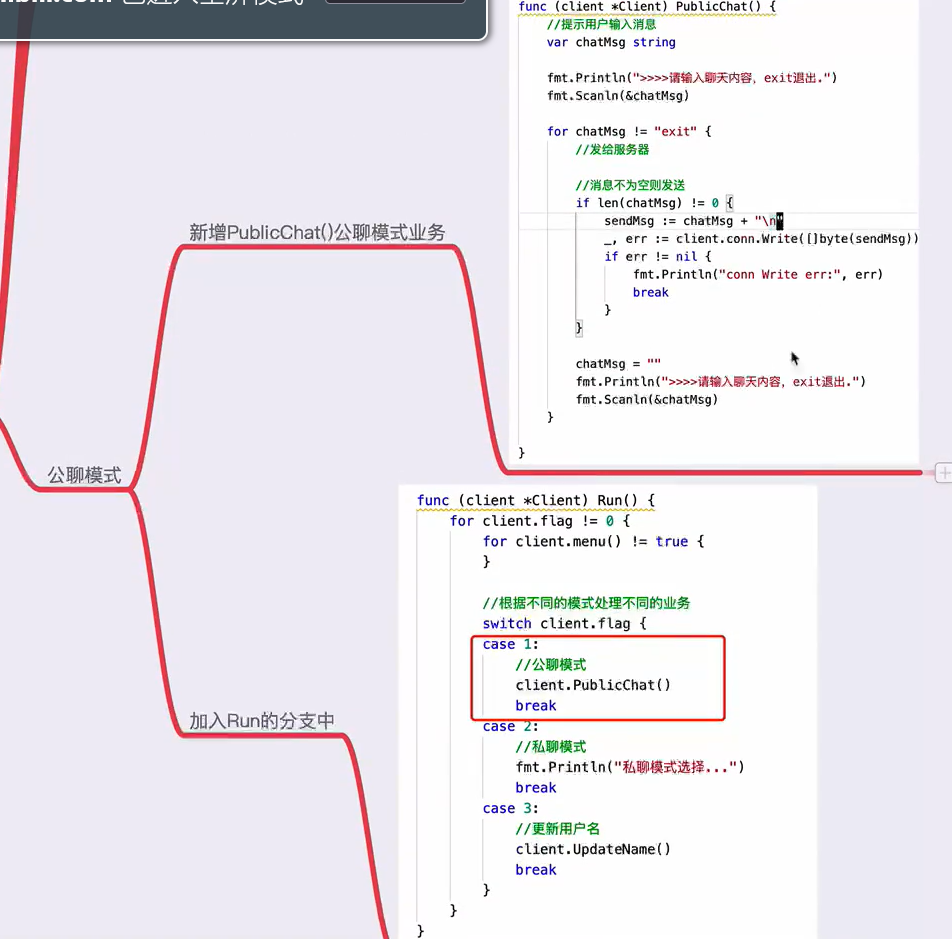 func (client *Client) PublicChat() {
//提示用户输入消息
var chatMsg string
fmt.Println(">>>>请输入聊天内容，exit退出.")
fmt.Scanln(&chatMsg)
for chatMsg != "exit" {
//发给服务器
//消息不为空则发送
if len(chatMsg) != 0 {
sendMsg := chatMsg + "\n"
_, err := client.conn.Write([]byte(sendMsg))
if err != nil {
fmt.Println("conn Write err:", err)
break
}
}
chatMsg = ""
fmt.Println(">>>>请输入聊天内容，exit退出.")
fmt.Scanln(&chatMsg)
}
}
新增PublicChat()公聊模式业务
公聊模式
加入Run的分支中
func (client *Client) Run() {
for client.flag != 0 {
for client.menu() != true {
}
//根据不同的模式处理不同的业务
switch client.flag {
case 1:
//公聊模式
client.PublicChat()
break
case 2:
//私聊模式
fmt.Println("私聊模式选择...")
break
case 3:
//更新用户名
client.UpdateName()
break
}
}
}